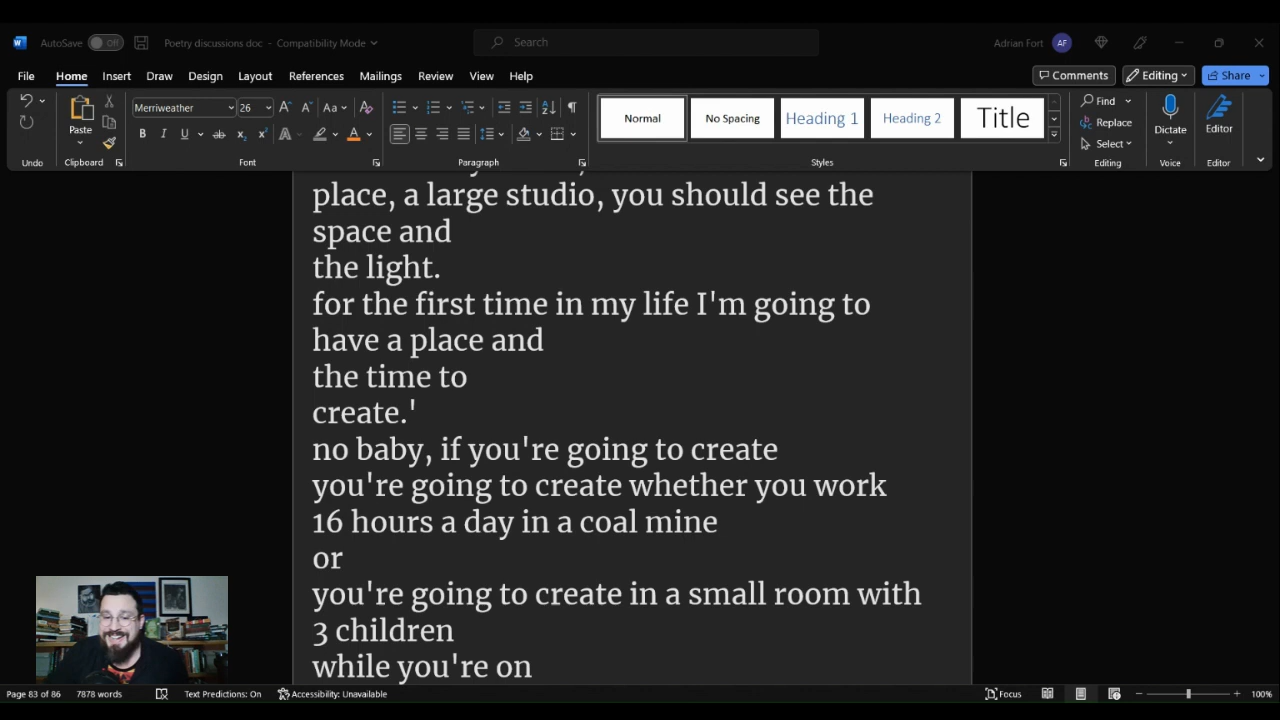 AutoSave Off Poetry discussions doc - Compatibility Mode Search Adrian Fort AF
File Home Insert Draw Design Layout References Mailings Review View Help Comments Editing Share
Merriweather 26 Aa Normal No Spacing Heading 1 Heading 2 Title Find Replace Select Paste Dictate Editor
Undo Clipboard Font Paragraph Styles Editing Voice Editor
place, a large studio, you should see the
space and
the light.
for the first time in my life I'm going to
have a place and
the time to
create.'
no baby, if you're going to create
you're going to create whether you work
16 hours a day in a coal mine
or
you're going to create in a small room with
3 children
while you're on
Page 83 of 86 7878 words Text Predictions: On Accessibility: Unavailable Focus 100%